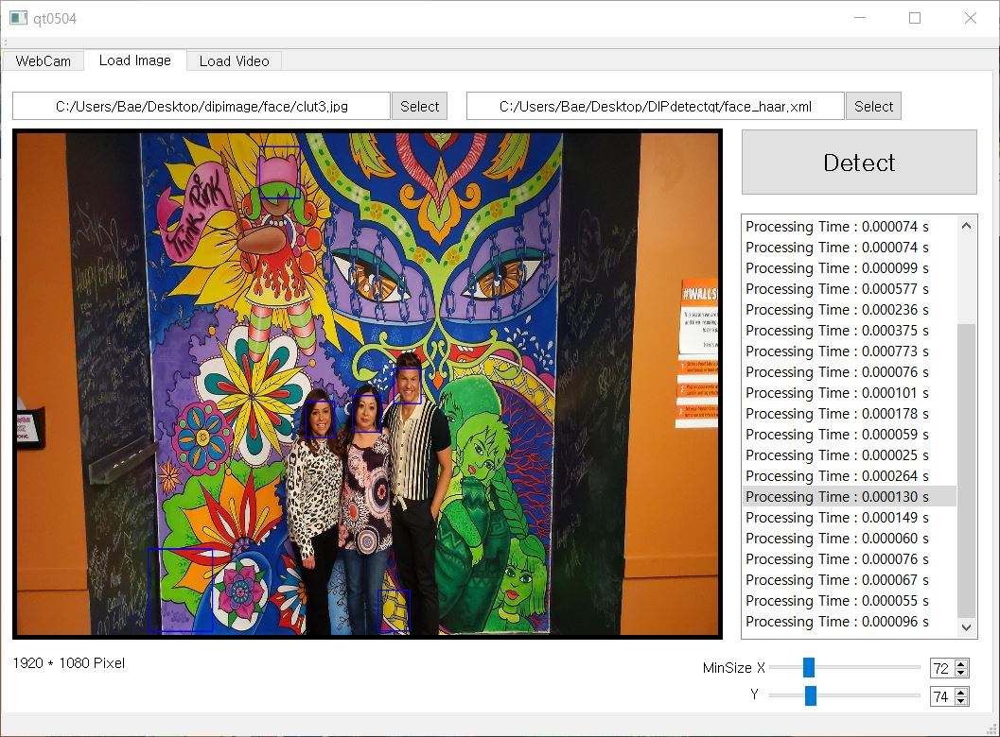 qt0504
WebCam
Load Image
Load Video
C:/Users/Bae/Desktop/dipimage/face/clut3.jpg
Select
C:/Users/Bae/Desktop/DIPdetectqt/face_haar.xml
Select
Think Pink
#WALLS
Detect
Processing Time : 0.000074 s
Processing Time : 0.000074 s
Processing Time : 0.000099 s
Processing Time : 0.000577 s
Processing Time : 0.000236 s
Processing Time : 0.000375 s
Processing Time : 0.000773 s
Processing Time : 0.000076 s
Processing Time : 0.000101 s
Processing Time : 0.000178 s
Processing Time : 0.000059 s
Processing Time : 0.000025 s
Processing Time : 0.000264 s
Processing Time : 0.000130 s
Processing Time : 0.000149 s
Processing Time : 0.000060 s
Processing Time : 0.000076 s
Processing Time : 0.000067 s
Processing Time : 0.000055 s
Processing Time : 0.000096 s
1920 * 1080 Pixel
MinSize X
72
Y
74